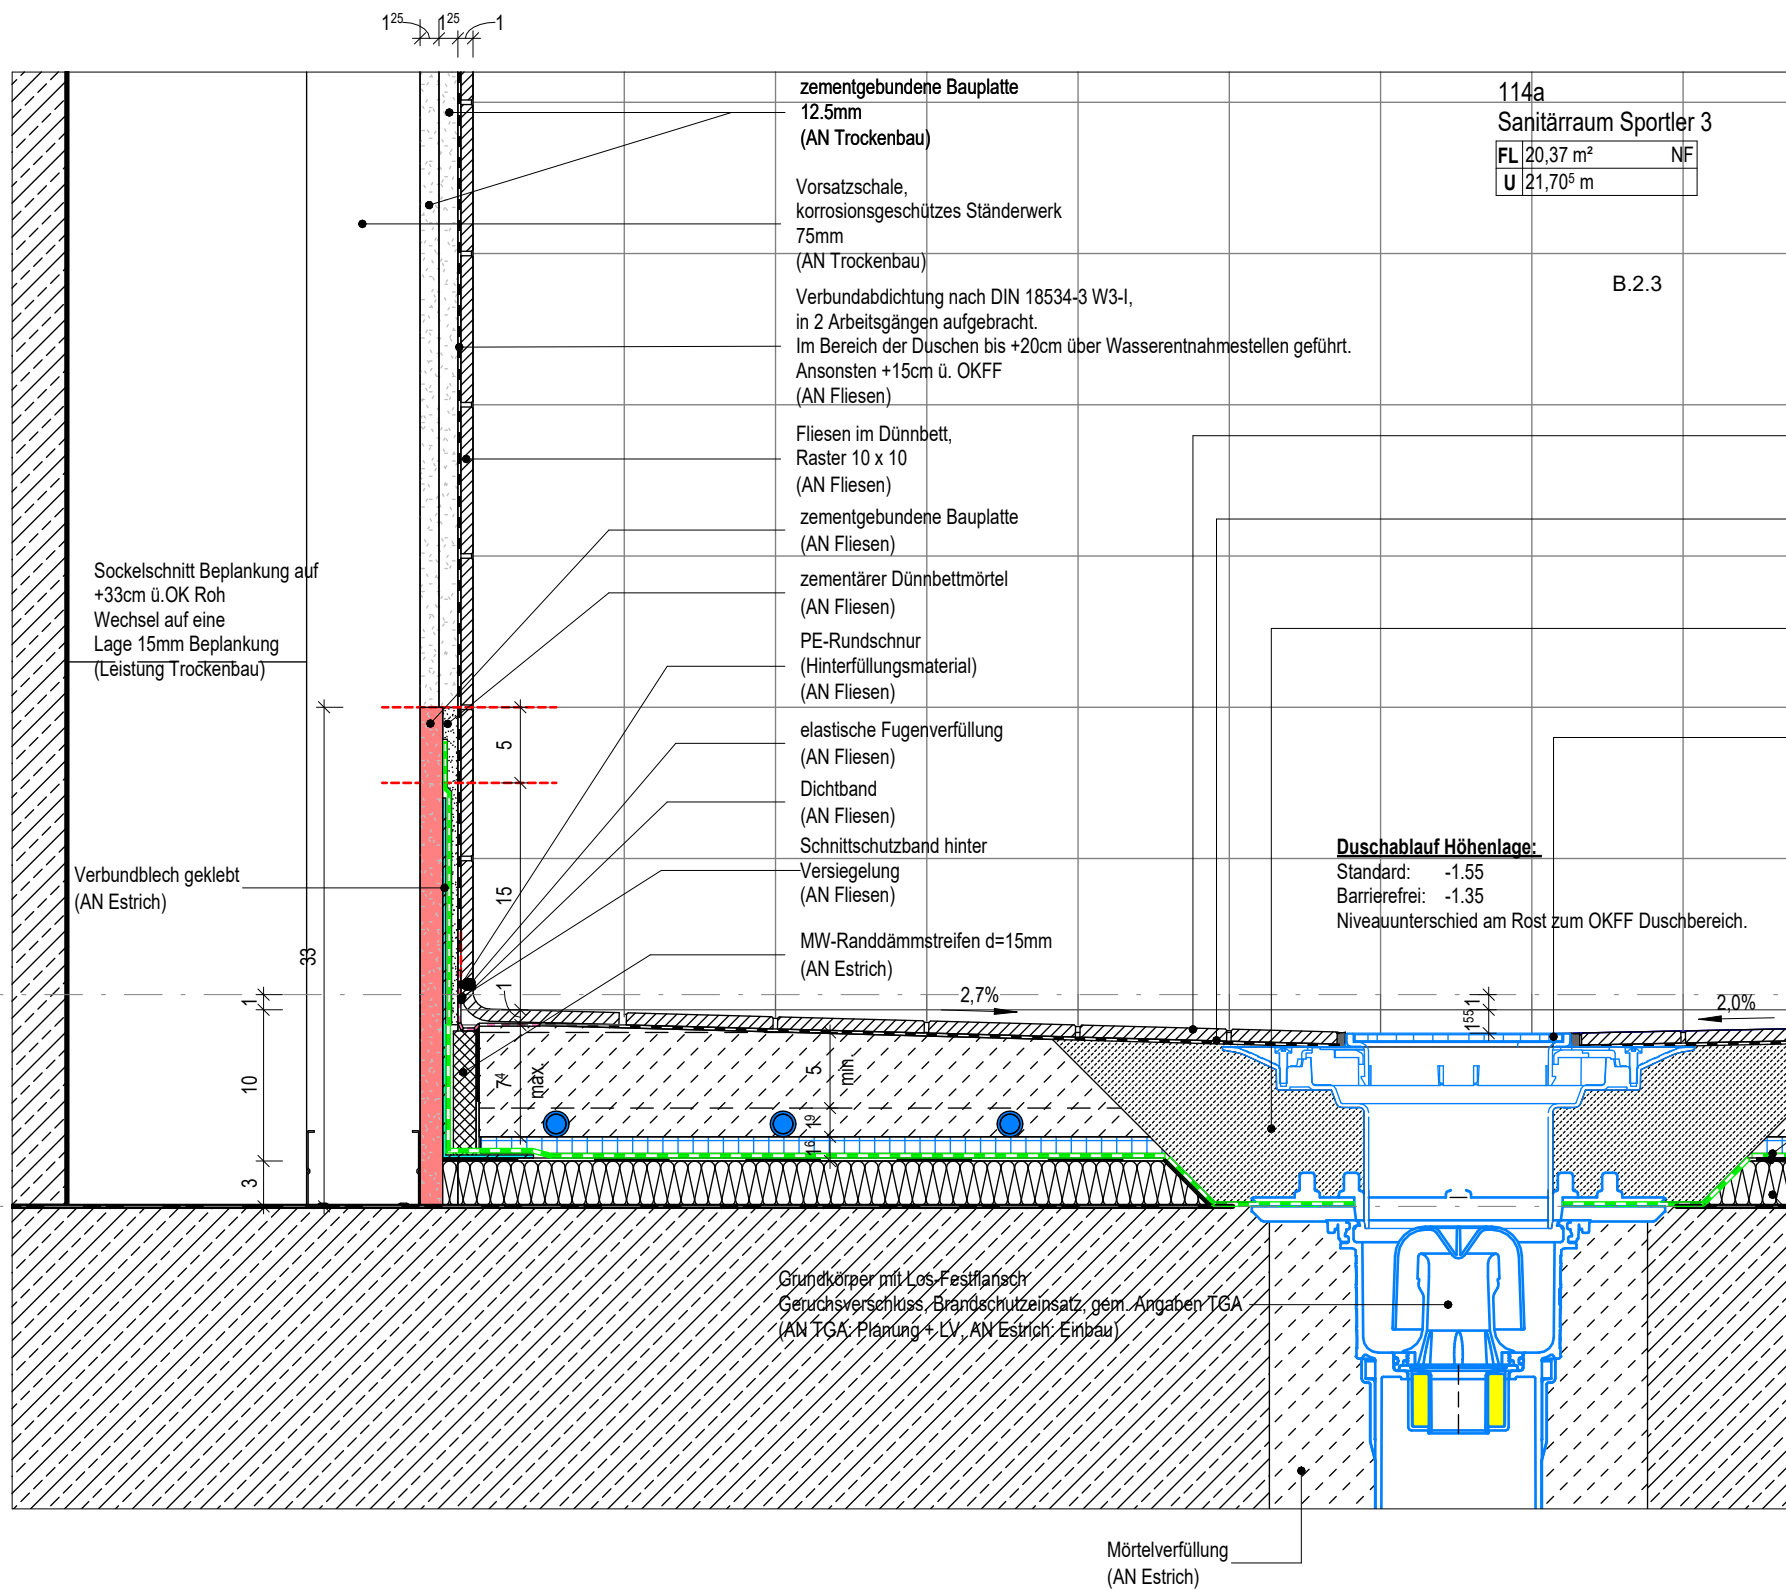 1²⁵ 1²⁵ 1
zementgebundene Bauplatte
12.5mm
(AN Trockenbau)
Vorsatzschale,
korrosionsgeschützes Ständerwerk
75mm
(AN Trockenbau)
Verbundabdichtung nach DIN 18534-3 W3-I,
in 2 Arbeitsgängen aufgebracht.
Im Bereich der Duschen bis +20cm über Wasserentnahmestellen geführt.
Ansonsten +15cm ü. OKFF
(AN Fliesen)
Fliesen im Dünnbett,
Raster 10 x 10
(AN Fliesen)
zementgebundene Bauplatte
(AN Fliesen)
zementärer Dünnbettmörtel
(AN Fliesen)
PE-Rundschnur
(Hinterfüllungsmaterial)
(AN Fliesen)
elastische Fugenverfüllung
(AN Fliesen)
Dichtband
(AN Fliesen)
Schnittschutzband hinter
Versiegelung
(AN Fliesen)
MW-Randdämmstreifen d=15mm
(AN Estrich)
114a
Sanitärraum Sportler 3
FL 20,37 m² NF
U 21,70⁵ m
B.2.3
Sockelschnitt Beplankung auf
+33cm ü.OK Roh
Wechsel auf eine
Lage 15mm Beplankung
(Leistung Trockenbau)
Verbundblech geklebt
(AN Estrich)
Duschablauf Höhenlage:
Standard: -1.55
Barrierefrei: -1.35
Niveauunterschied am Rost zum OKFF Duschbereich.
5
15
33
1
10
3
1
7⁴
max
2,7%
5
min
1⁹
1⁶
1
1⁵⁵
2,0%
Grundkörper mit Los-Festflansch
Geruchsverschluss, Brandschutzeinsatz, gem. Angaben TGA
(AN TGA: Planung + LV, AN Estrich: Einbau)
Mörtelverfüllung
(AN Estrich)